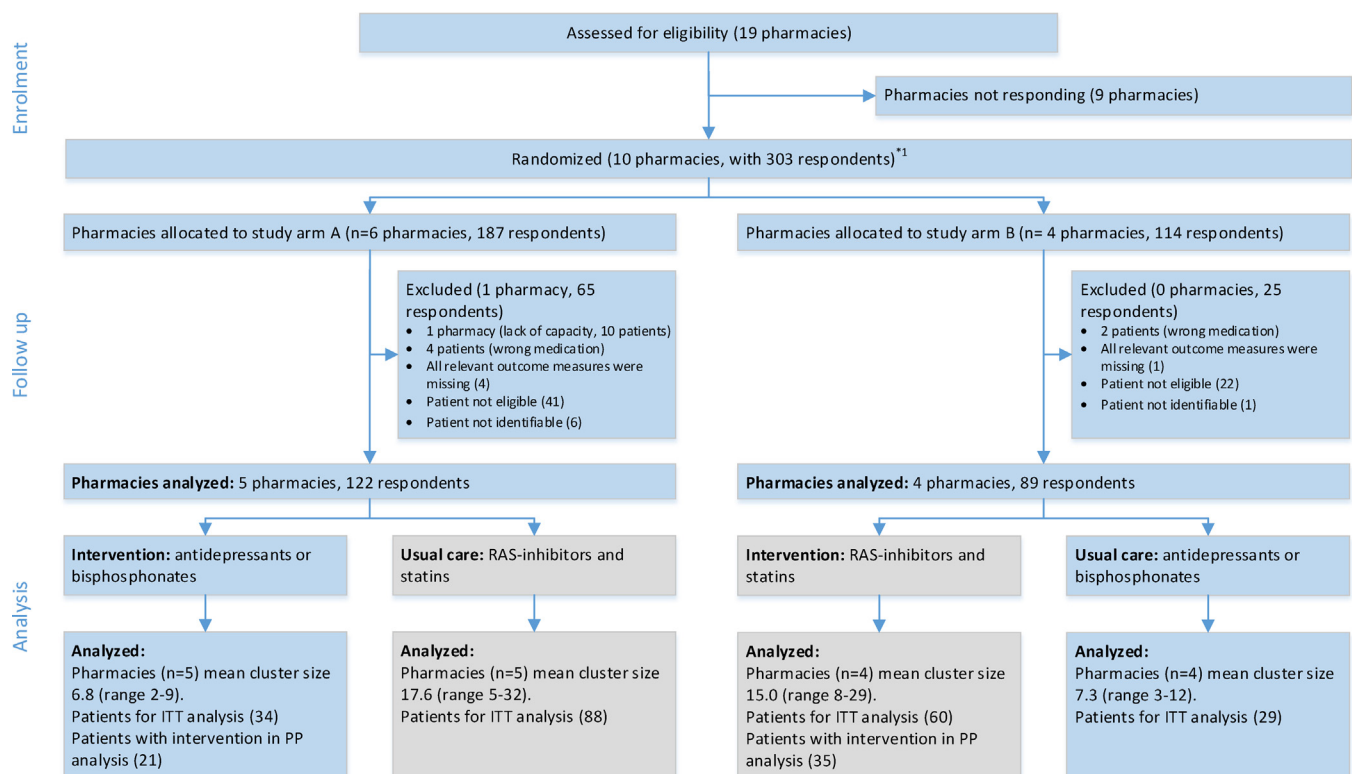 Enrolment
Assessed for eligibility (19 pharmacies)
Pharmacies not responding (9 pharmacies)
Randomized (10 pharmacies, with 303 respondents)*1
Pharmacies allocated to study arm A (n=6 pharmacies, 187 respondents)
Pharmacies allocated to study arm B (n= 4 pharmacies, 114 respondents)
Follow up
Excluded (1 pharmacy, 65
respondents)
• 1 pharmacy (lack of capacity, 10 patients)
• 4 patients (wrong medication)
• All relevant outcome measures were
missing (4)
• Patient not eligible (41)
• Patient not identifiable (6)
Excluded (0 pharmacies, 25
respondents)
• 2 patients (wrong medication)
• All relevant outcome measures were
missing (1)
• Patient not eligible (22)
• Patient not identifiable (1)
Pharmacies analyzed: 5 pharmacies, 122 respondents
Pharmacies analyzed: 4 pharmacies, 89 respondents
Analysis
Intervention: antidepressants or
bisphosphonates
Usual care: RAS-inhibitors and
statins
Intervention: RAS-inhibitors and
statins
Usual care: antidepressants or
bisphosphonates
Analyzed:
Pharmacies (n=5) mean cluster size
6.8 (range 2-9).
Patients for ITT analysis (34)
Patients with intervention in PP
analysis (21)
Analyzed:
Pharmacies (n=5) mean cluster size
17.6 (range 5-32).
Patients for ITT analysis (88)
Analyzed:
Pharmacies (n=4) mean cluster size
15.0 (range 8-29).
Patients for ITT analysis (60)
Patients with intervention in PP
analysis (35)
Analyzed:
Pharmacies (n=4) mean cluster size
7.3 (range 3-12).
Patients for ITT analysis (29)